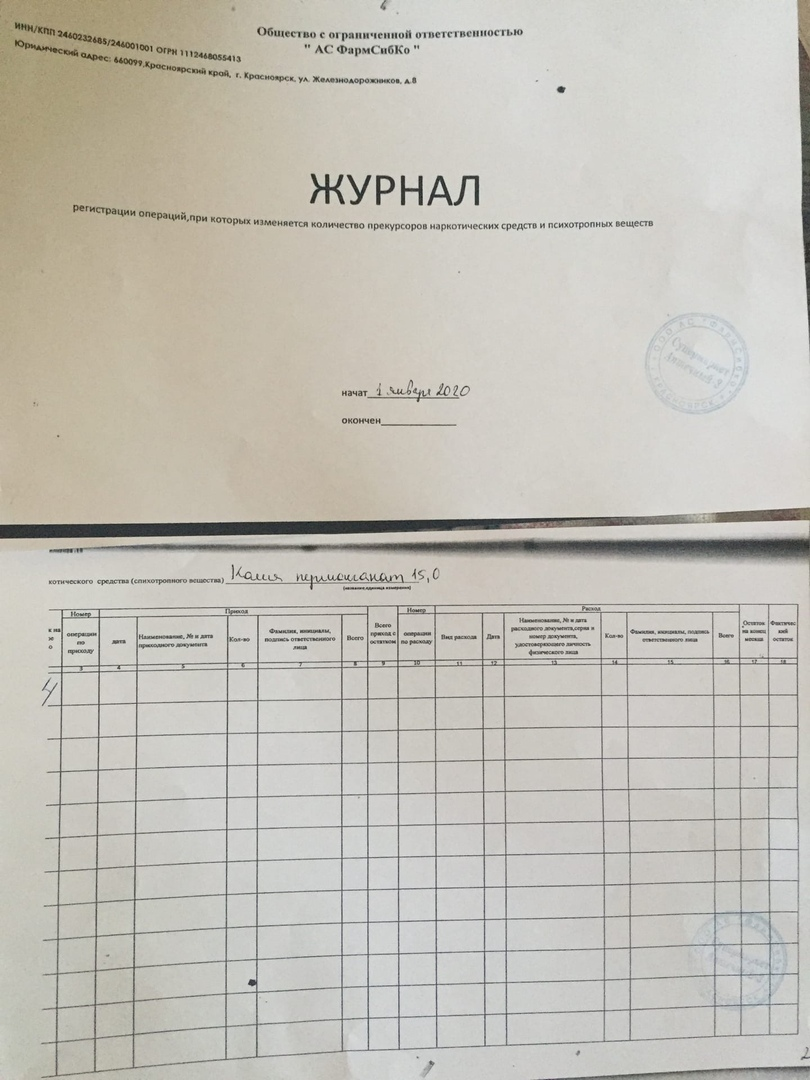 ИНН/КПП 2460232685/246001001 ОГРН 1112468055413
Юридический адрес: 660099,Красноярский край, г. Красноярск, ул. Железнодорожников, д.8
Общество с ограниченной ответственностью
" АС ФармСибКо "
ЖУРНАЛ
регистрации операций,при которых изменяется количество прекурсоров наркотических средств и психотропных веществ
начат 1 января 2020
окончен
котического средства (спихотропного вещества) Калия перманганат 15,0
(название,единица измерения)
Номер Приход Номер Расход
операции по приходу
дата
Наименование, № и дата приходного документа
Кол-во
Фамилия, инициалы, подпись ответственного лица
Всего
Всего приход с остатком
операции по расходу
Вид расхода
Дата
Наименование, № и дата расходного документа,серия и номер документа, удостоверяющего личность физического лица
Кол-во
Фамилия, инициалы, подпись ответственного лица
Всего
Остаток на конец месяца
Фактичес кий остаток
3 4 5 6 7 8 9 10 11 12 13 14 15 16 17 18
4
2